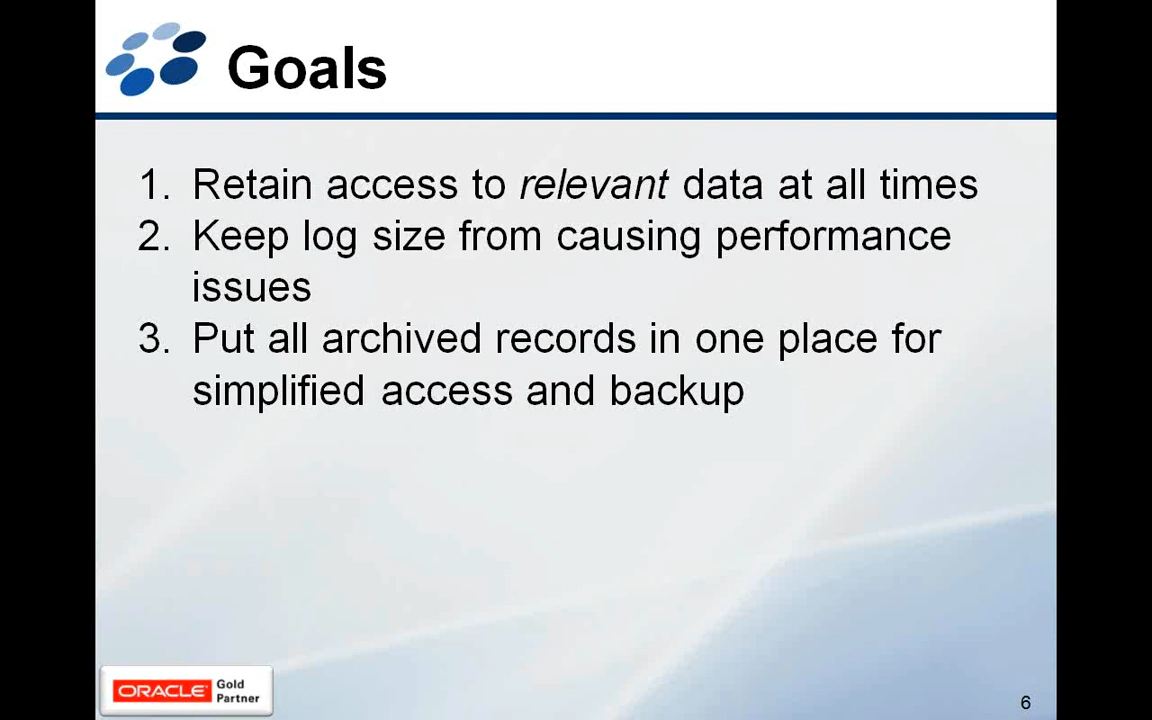 Goals
1. Retain access to relevant data at all times
2. Keep log size from causing performance
issues
3. Put all archived records in one place for
simplified access and backup
ORACLE Gold
Partner
6